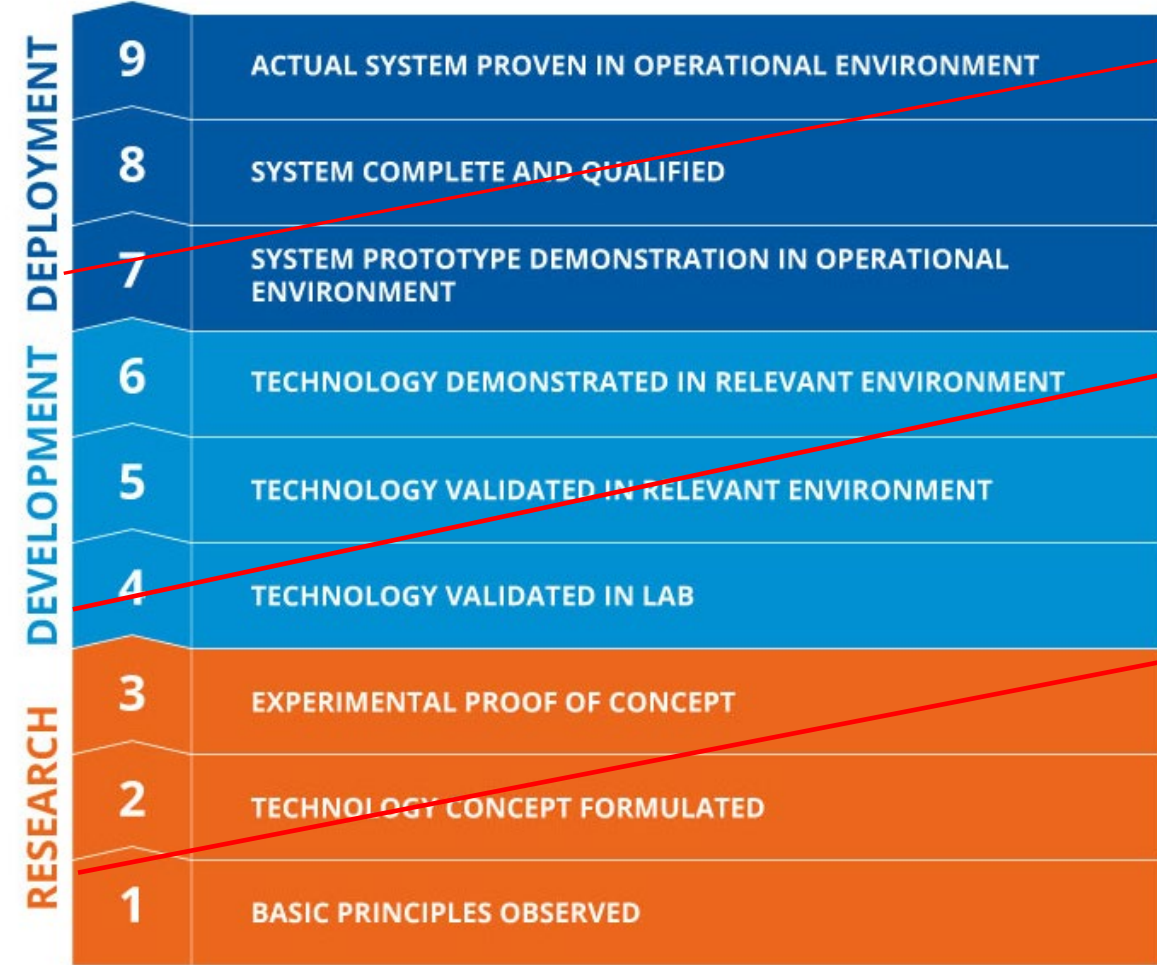 DEPLOYMENT
9
ACTUAL SYSTEM PROVEN IN OPERATIONAL ENVIRONMENT
8
SYSTEM COMPLETE AND QUALIFIED
7
SYSTEM PROTOTYPE DEMONSTRATION IN OPERATIONAL
ENVIRONMENT
DEVELOPMENT
6
TECHNOLOGY DEMONSTRATED IN RELEVANT ENVIRONMENT
5
TECHNOLOGY VALIDATED IN RELEVANT ENVIRONMENT
4
TECHNOLOGY VALIDATED IN LAB
RESEARCH
3
EXPERIMENTAL PROOF OF CONCEPT
2
TECHNOLOGY CONCEPT FORMULATED
1
BASIC PRINCIPLES OBSERVED